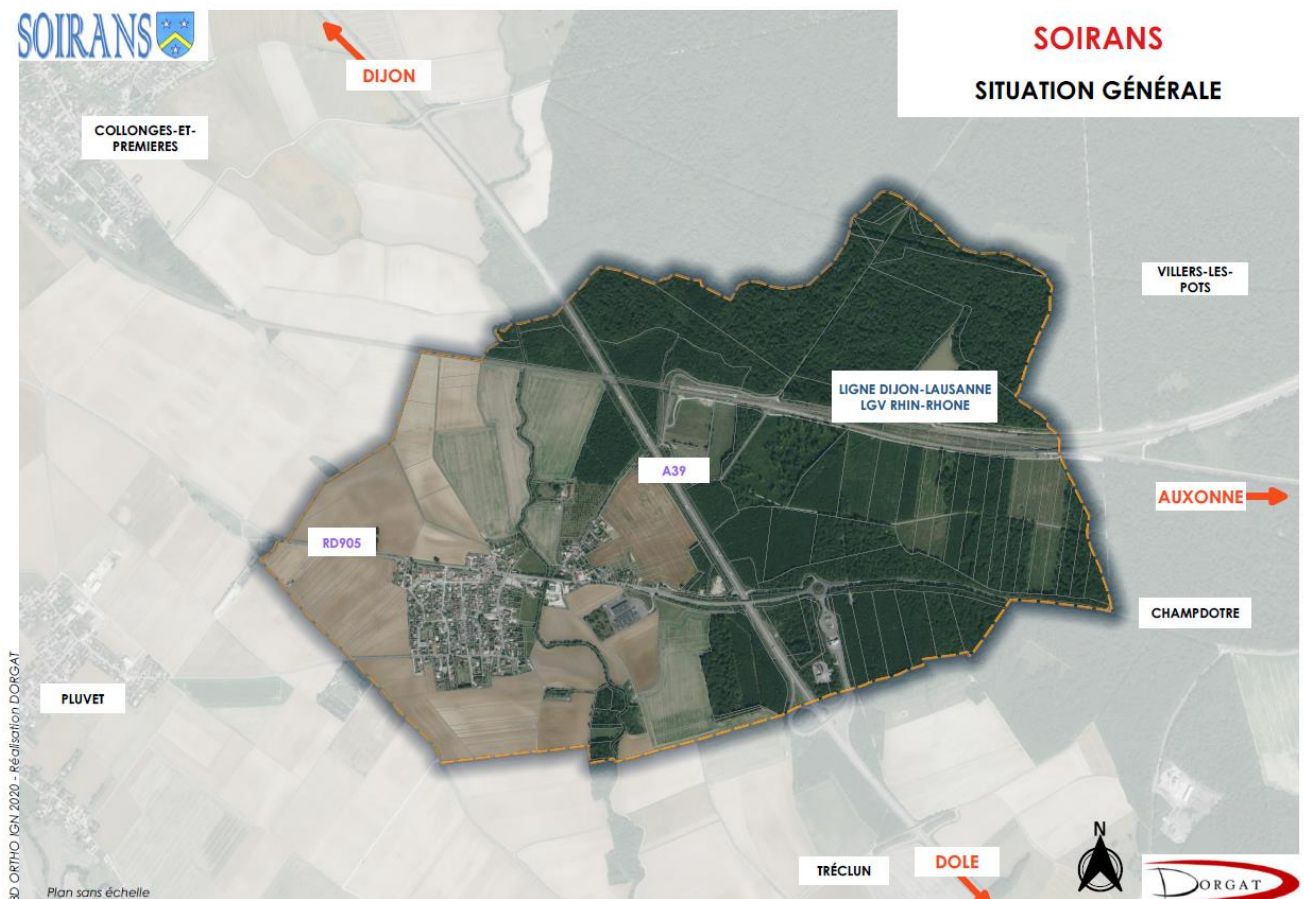 SOIRANS
SOIRANS
SITUATION GÉNÉRALE
DIJON
COLLONGES-ET-
PREMIERES
VILLERS-LES-
POTS
LIGNE DIJON-LAUSANNE
LGV RHIN-RHONE
A39
AUXONNE
RD905
CHAMPDOTRE
PLUVET
TRÉCLUN
DOLE
N
DORGAT
Plan sans échelle
BD ORTHO IGN 2020 - Réalisation DORGAT